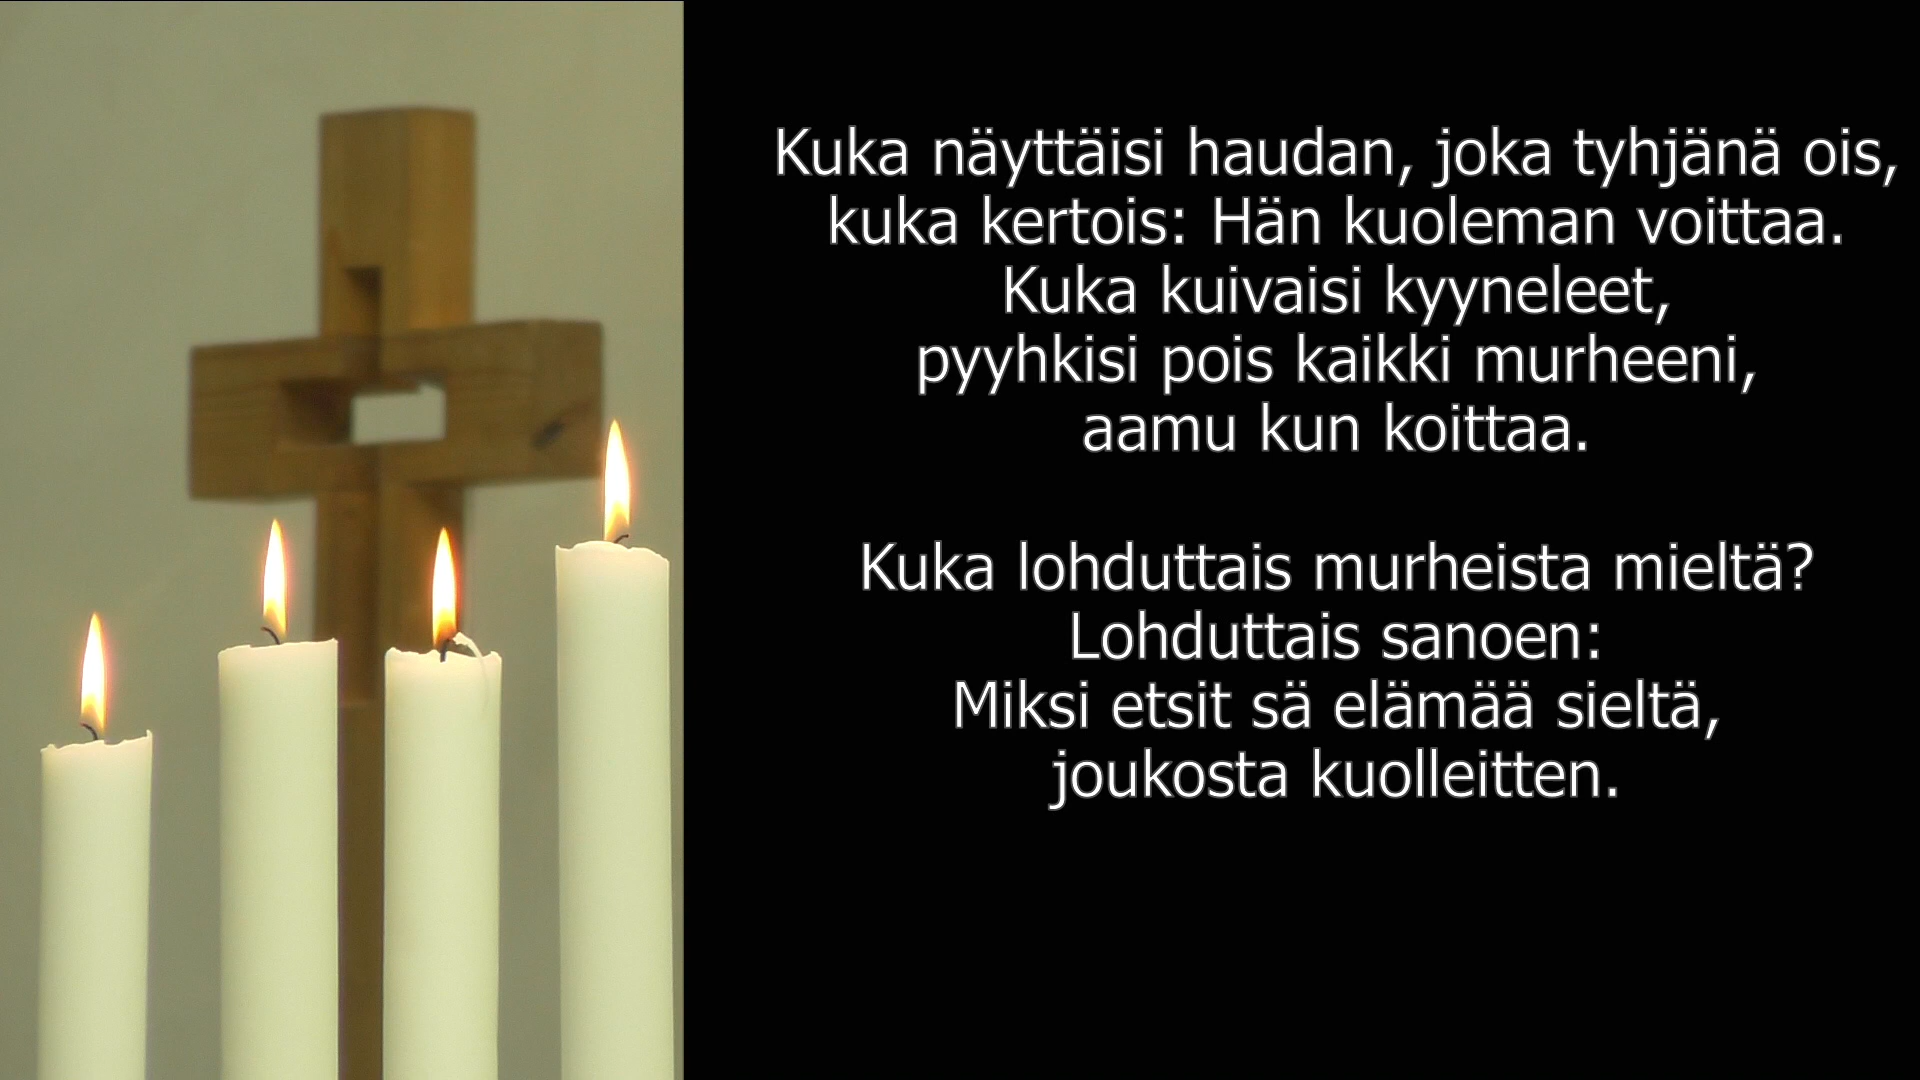 Kuka näyttäisi haudan, joka tyhjänä ois,
kuka kertois: Hän kuoleman voittaa.
Kuka kuivaisi kyyneleet,
pyyhkisi pois kaikki murheeni,
aamu kun koittaa.
Kuka lohduttais murheista mieltä?
Lohduttais sanoen:
Miksi etsit sä elämää sieltä,
joukosta kuolleitten.